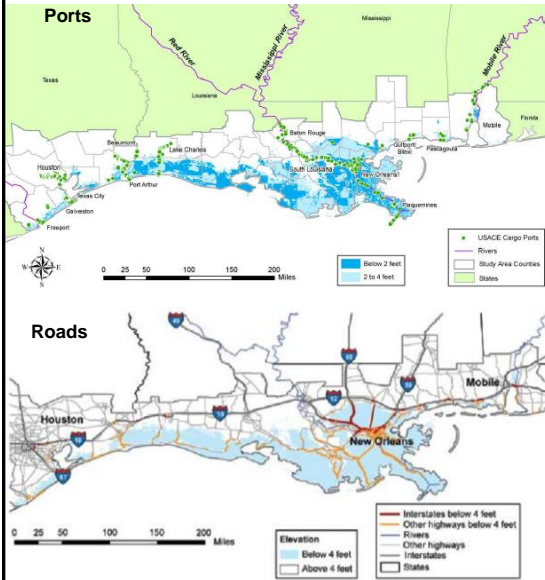 Ports
Mississippi
Red River
Mississippi River
Mobile River
Texas
Louisiana
Florida
Baton Rouge
Mobile
Beaumont
Lake Charles
Gulfport
Biloxi
Pascagoula
Houston
South Louisiana
New Orleans
Port Arthur
Texas City
Galveston
Plaquemines
Freeport
N
W E
S
0 25 50 100 150 200
Miles
Below 2 feet
2 to 4 feet
USACE Cargo Ports
Rivers
Study Area Counties
States
Roads
Mobile
Houston
10
12
59
New Orleans
0 25 50 100 150 200
Miles
Elevation
Below 4 feet
Above 4 feet
Interstates below 4 feet
Other highways below 4 feet
Rivers
Other highways
Interstates
States